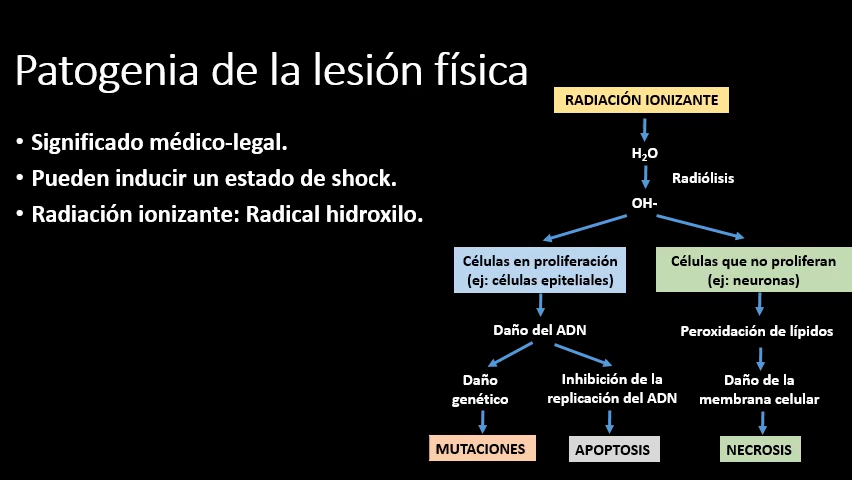 Patogenia de la lesión física
• Significado médico-legal.
• Pueden inducir un estado de shock.
• Radiación ionizante: Radical hidroxilo.
RADIACIÓN IONIZANTE
H₂O
Radiólisis
OH-
Células en proliferación
(ej: células epiteliales)
Células que no proliferan
(ej: neuronas)
Daño del ADN
Peroxidación de lípidos
Daño
genético
Inhibición de la
replicación del ADN
Daño de la
membrana celular
MUTACIONES
APOPTOSIS
NECROSIS